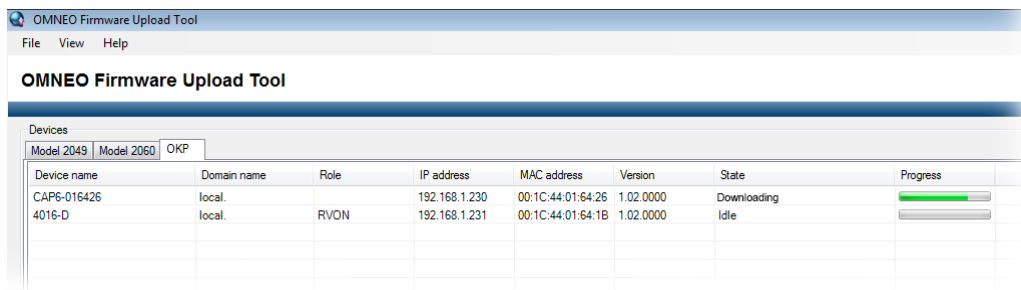 OMNEO Firmware Upload Tool
File View Help
OMNEO Firmware Upload Tool
Devices
Model 2049 Model 2060 OKP
Device name Domain name Role IP address MAC address Version State Progress
CAP6-016426 local. 192.168.1.230 00:1C:44:01:64:26 1.02.0000 Downloading
4016-D local. RVON 192.168.1.231 00:1C:44:01:64:1B 1.02.0000 Idle